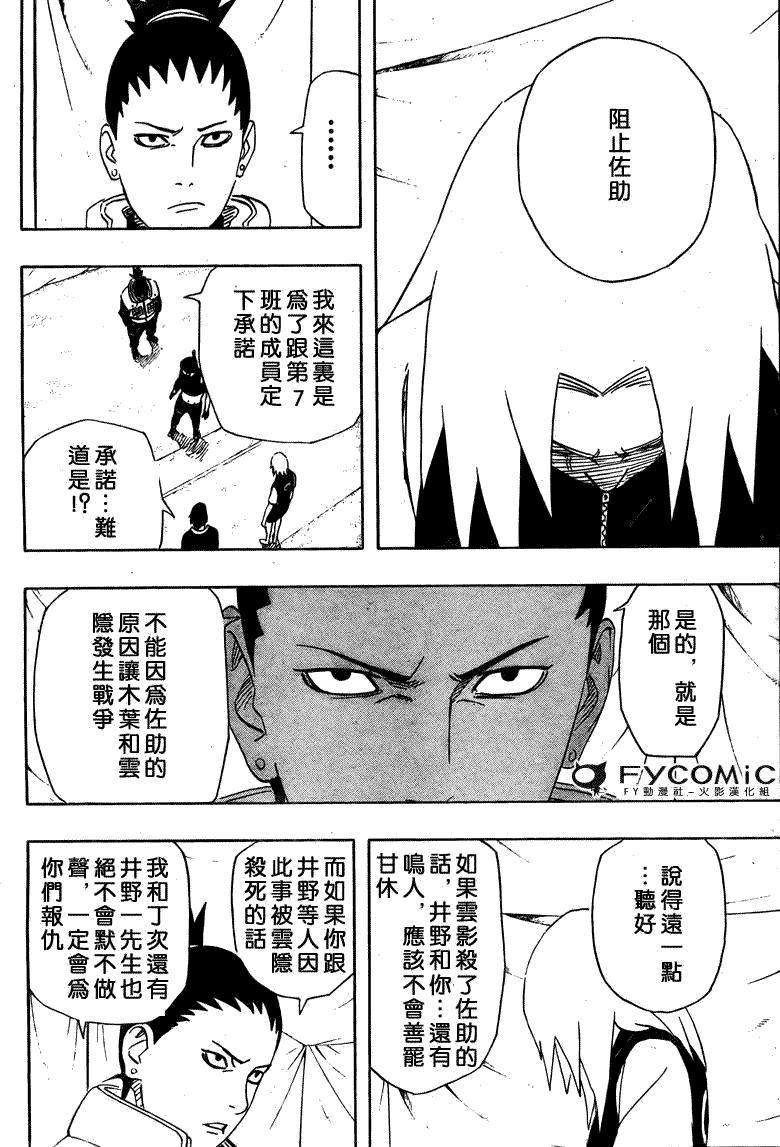 阻止佐助
……
我來這裏是
爲了跟第7
班的成員定
下承諾
承諾…難
道是!?
是的，就是
那個
不能因爲佐助的
原因讓木葉和雲
隱發生戰爭
FYCOMiC
FY動漫社-火影漢化組
說得遠一點
…聽好
如果雲影殺了佐助的
話，井野和你…還有
鳴人，應該不會善罷
甘休
而如果你跟
井野等人因
此事被雲隱
殺死的話
我和丁次還有
井野一先生也
絕不會默不做
聲，一定會爲
你們報仇